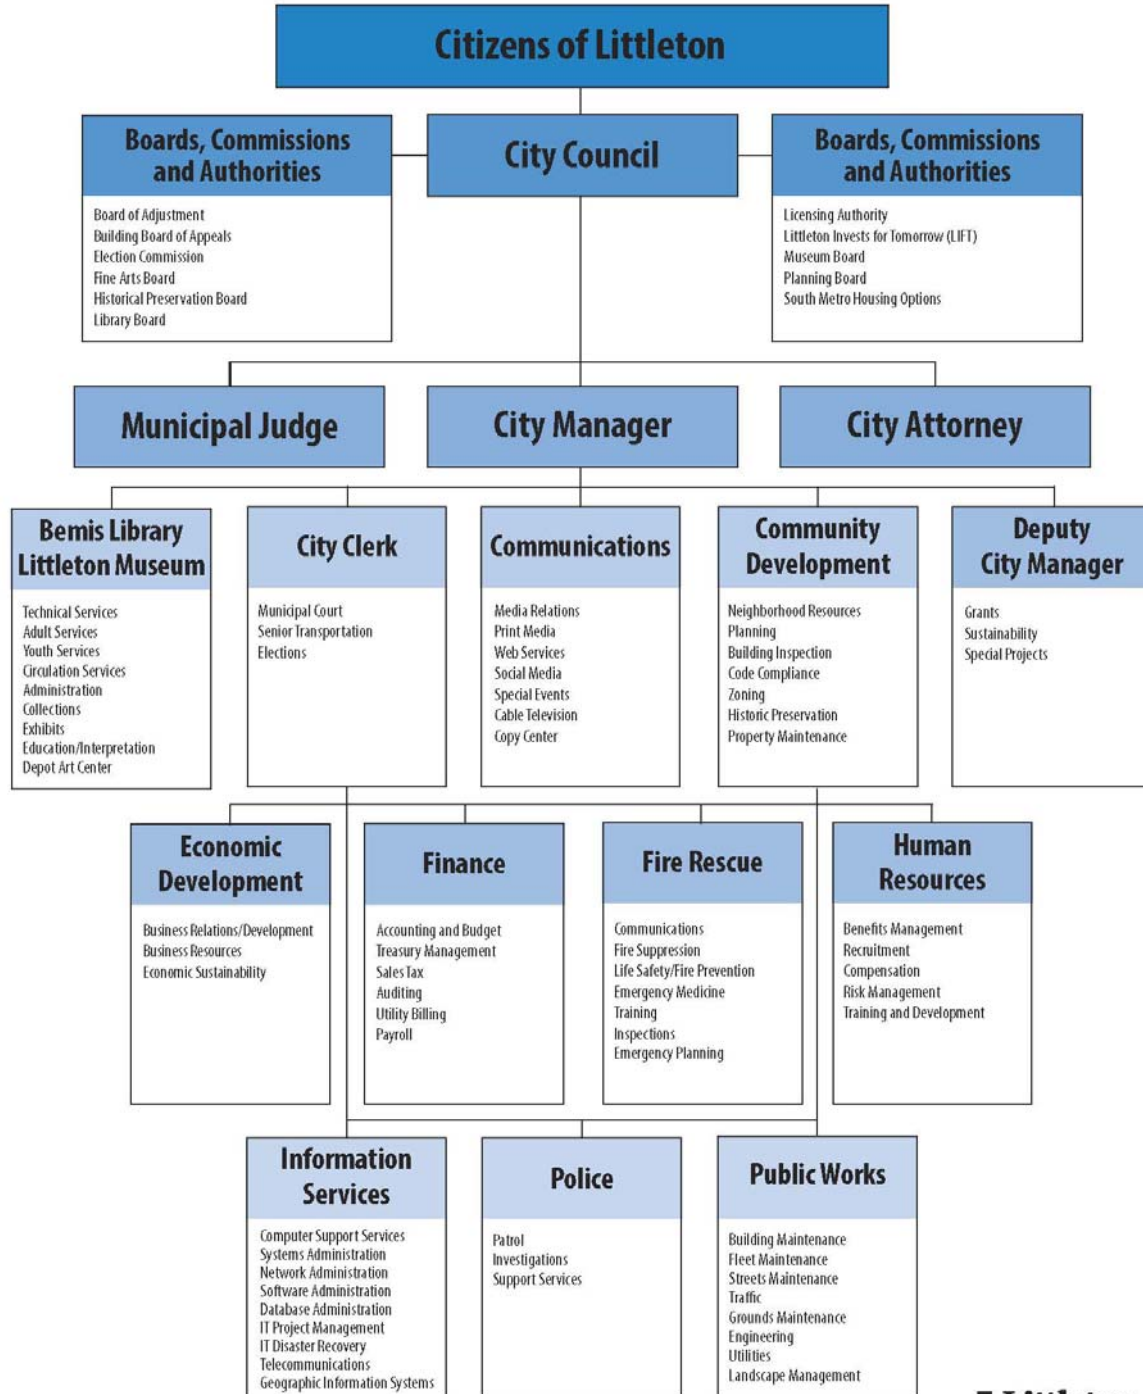 Citizens of Littleton
Boards, Commissions
and Authorities
Board of Adjustment
Building Board of Appeals
Election Commission
Fine Arts Board
Historical Preservation Board
Library Board
City Council
Boards, Commissions
and Authorities
Licensing Authority
Littleton Invests for Tomorrow (LIFT)
Museum Board
Planning Board
South Metro Housing Options
Municipal Judge
City Manager
City Attorney
Bemis Library
Littleton Museum
Technical Services
Adult Services
Youth Services
Circulation Services
Administration
Collections
Exhibits
Education/Interpretation
Depot Art Center
City Clerk
Municipal Court
Senior Transportation
Elections
Communications
Media Relations
Print Media
Web Services
Social Media
Special Events
Cable Television
Copy Center
Community
Development
Neighborhood Resources
Planning
Building Inspection
Code Compliance
Zoning
Historic Preservation
Property Maintenance
Deputy
City Manager
Grants
Sustainability
Special Projects
Economic
Development
Business Relations/Development
Business Resources
Economic Sustainability
Finance
Accounting and Budget
Treasury Management
Sales Tax
Auditing
Utility Billing
Payroll
Fire Rescue
Communications
Fire Suppression
Life Safety/Fire Prevention
Emergency Medicine
Training
Inspections
Emergency Planning
Human
Resources
Benefits Management
Recruitment
Compensation
Risk Management
Training and Development
Information
Services
Computer Support Services
Systems Administration
Network Administration
Software Administration
Database Administration
IT Project Management
IT Disaster Recovery
Telecommunications
Geographic Information Systems
Police
Patrol
Investigations
Support Services
Public Works
Building Maintenance
Fleet Maintenance
Streets Maintenance
Traffic
Grounds Maintenance
Engineering
Utilities
Landscape Management